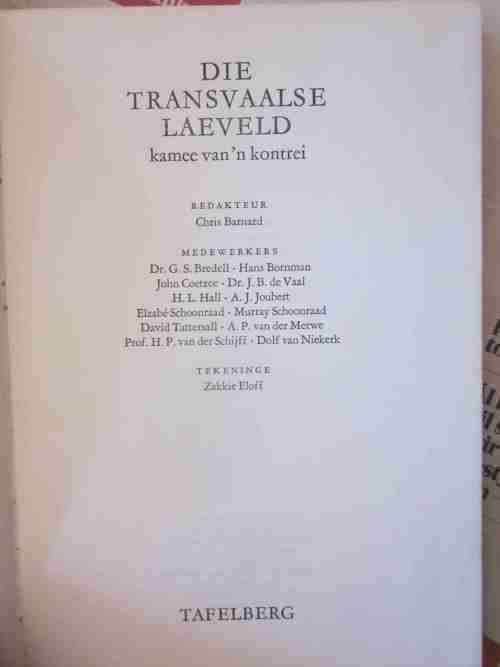 DIE
TRANSVAALSE
LAEVELD
kamee van 'n kontrei
REDAKTEUR
Chris Barnard
MEDEWERKERS
Dr. G. S. Bredell - Hans Bornman
John Coetzee - Dr. J. B. de Vaal
H. L. Hall - A. J. Joubert
Elzabé Schoonraad - Murray Schoonraad
David Tattersall - A. P. van der Merwe
Prof. H. P. van der Schijff - Dolf van Niekerk
TEKENINGE
Zakkie Eloff
TAFELBERG